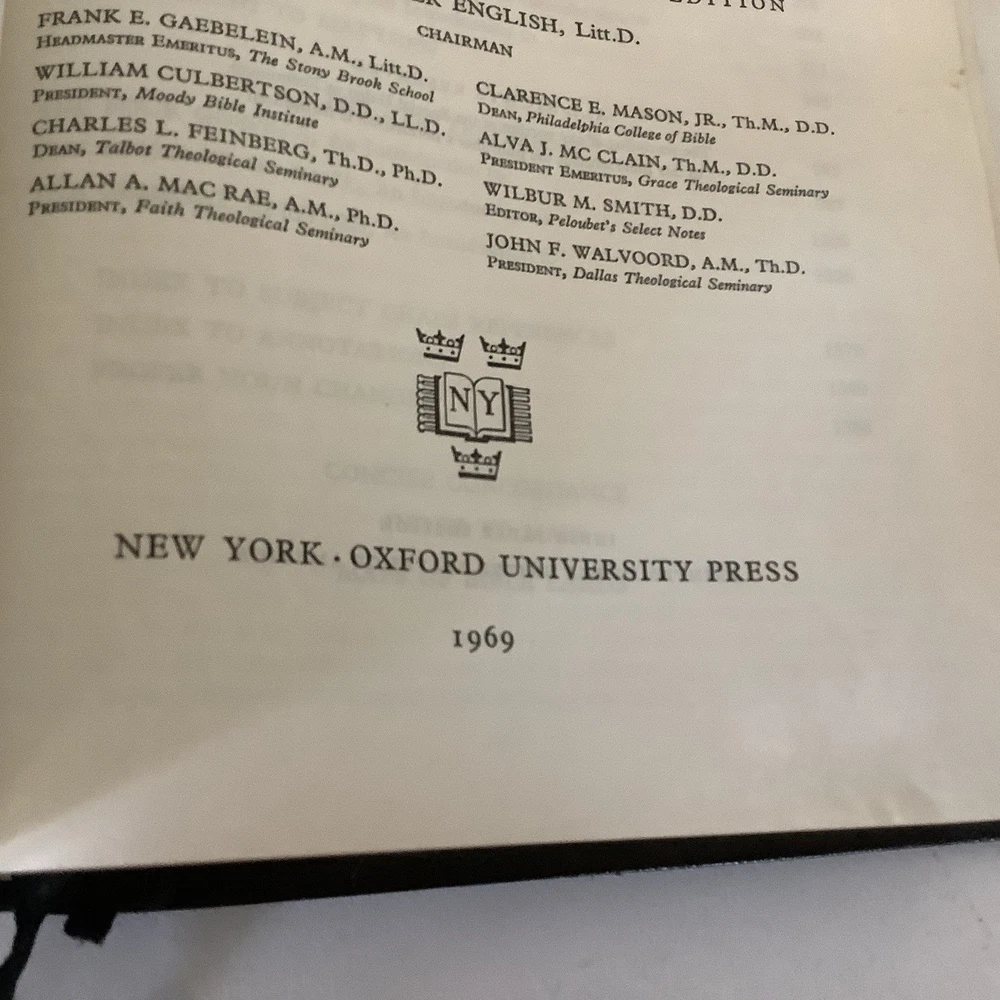 EDITION
ENGLISH, Litt.D.
CHAIRMAN
FRANK E. GAEBELEIN, A.M., Litt.D.
HEADMASTER EMERITUS, The Stony Brook School
WILLIAM CULBERTSON, D.D., LL.D.
PRESIDENT, Moody Bible Institute
CHARLES L. FEINBERG, Th.D., Ph.D.
DEAN, Talbot Theological Seminary
ALLAN A. MAC RAE, A.M., Ph.D.
PRESIDENT, Faith Theological Seminary
CLARENCE E. MASON, JR., Th.M., D.D.
DEAN, Philadelphia College of Bible
ALVA J. MC CLAIN, Th.M., D.D.
PRESIDENT EMERITUS, Grace Theological Seminary
WILBUR M. SMITH, D.D.
EDITOR, Peloubet's Select Notes
JOHN F. WALVOORD, A.M., Th.D.
PRESIDENT, Dallas Theological Seminary
N Y
NEW YORK · OXFORD UNIVERSITY PRESS
1969